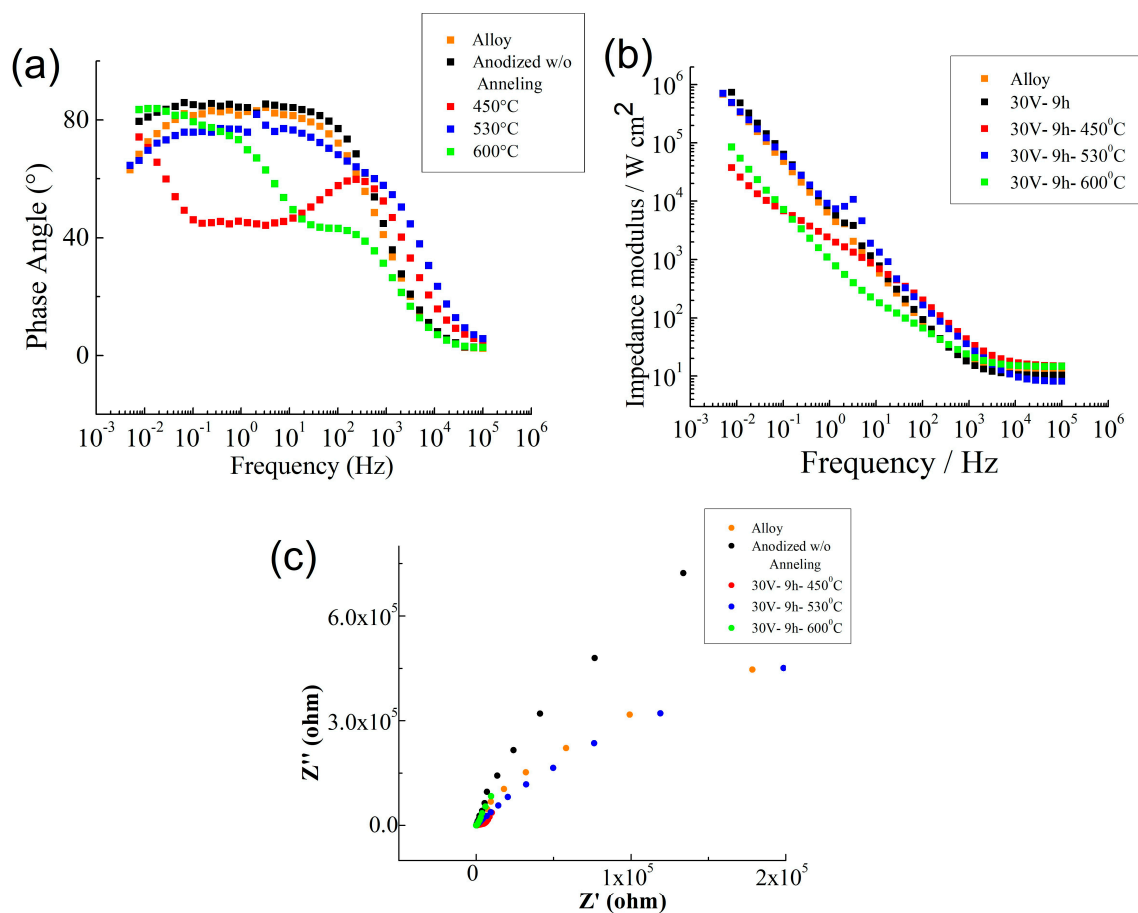 (a)
Alloy
Anodized w/o
Anneling
450°C
530°C
600°C
Phase Angle (°)
80
40
0
10⁻³ 10⁻² 10⁻¹ 10⁰ 10¹ 10² 10³ 10⁴ 10⁵ 10⁶
Frequency (Hz)
(b)
Alloy
30V- 9h
30V- 9h- 450⁰C
30V- 9h- 530⁰C
30V- 9h- 600⁰C
Impedance modulus / W cm²
10⁶
10⁵
10⁴
10³
10²
10¹
10⁻³ 10⁻² 10⁻¹ 10⁰ 10¹ 10² 10³ 10⁴ 10⁵ 10⁶
Frequency / Hz
(c)
Alloy
Anodized w/o
Anneling
30V- 9h- 450⁰C
30V- 9h- 530⁰C
30V- 9h- 600⁰C
Z'' (ohm)
6.0x10⁵
3.0x10⁵
0.0
0 1x10⁵ 2x10⁵
Z' (ohm)